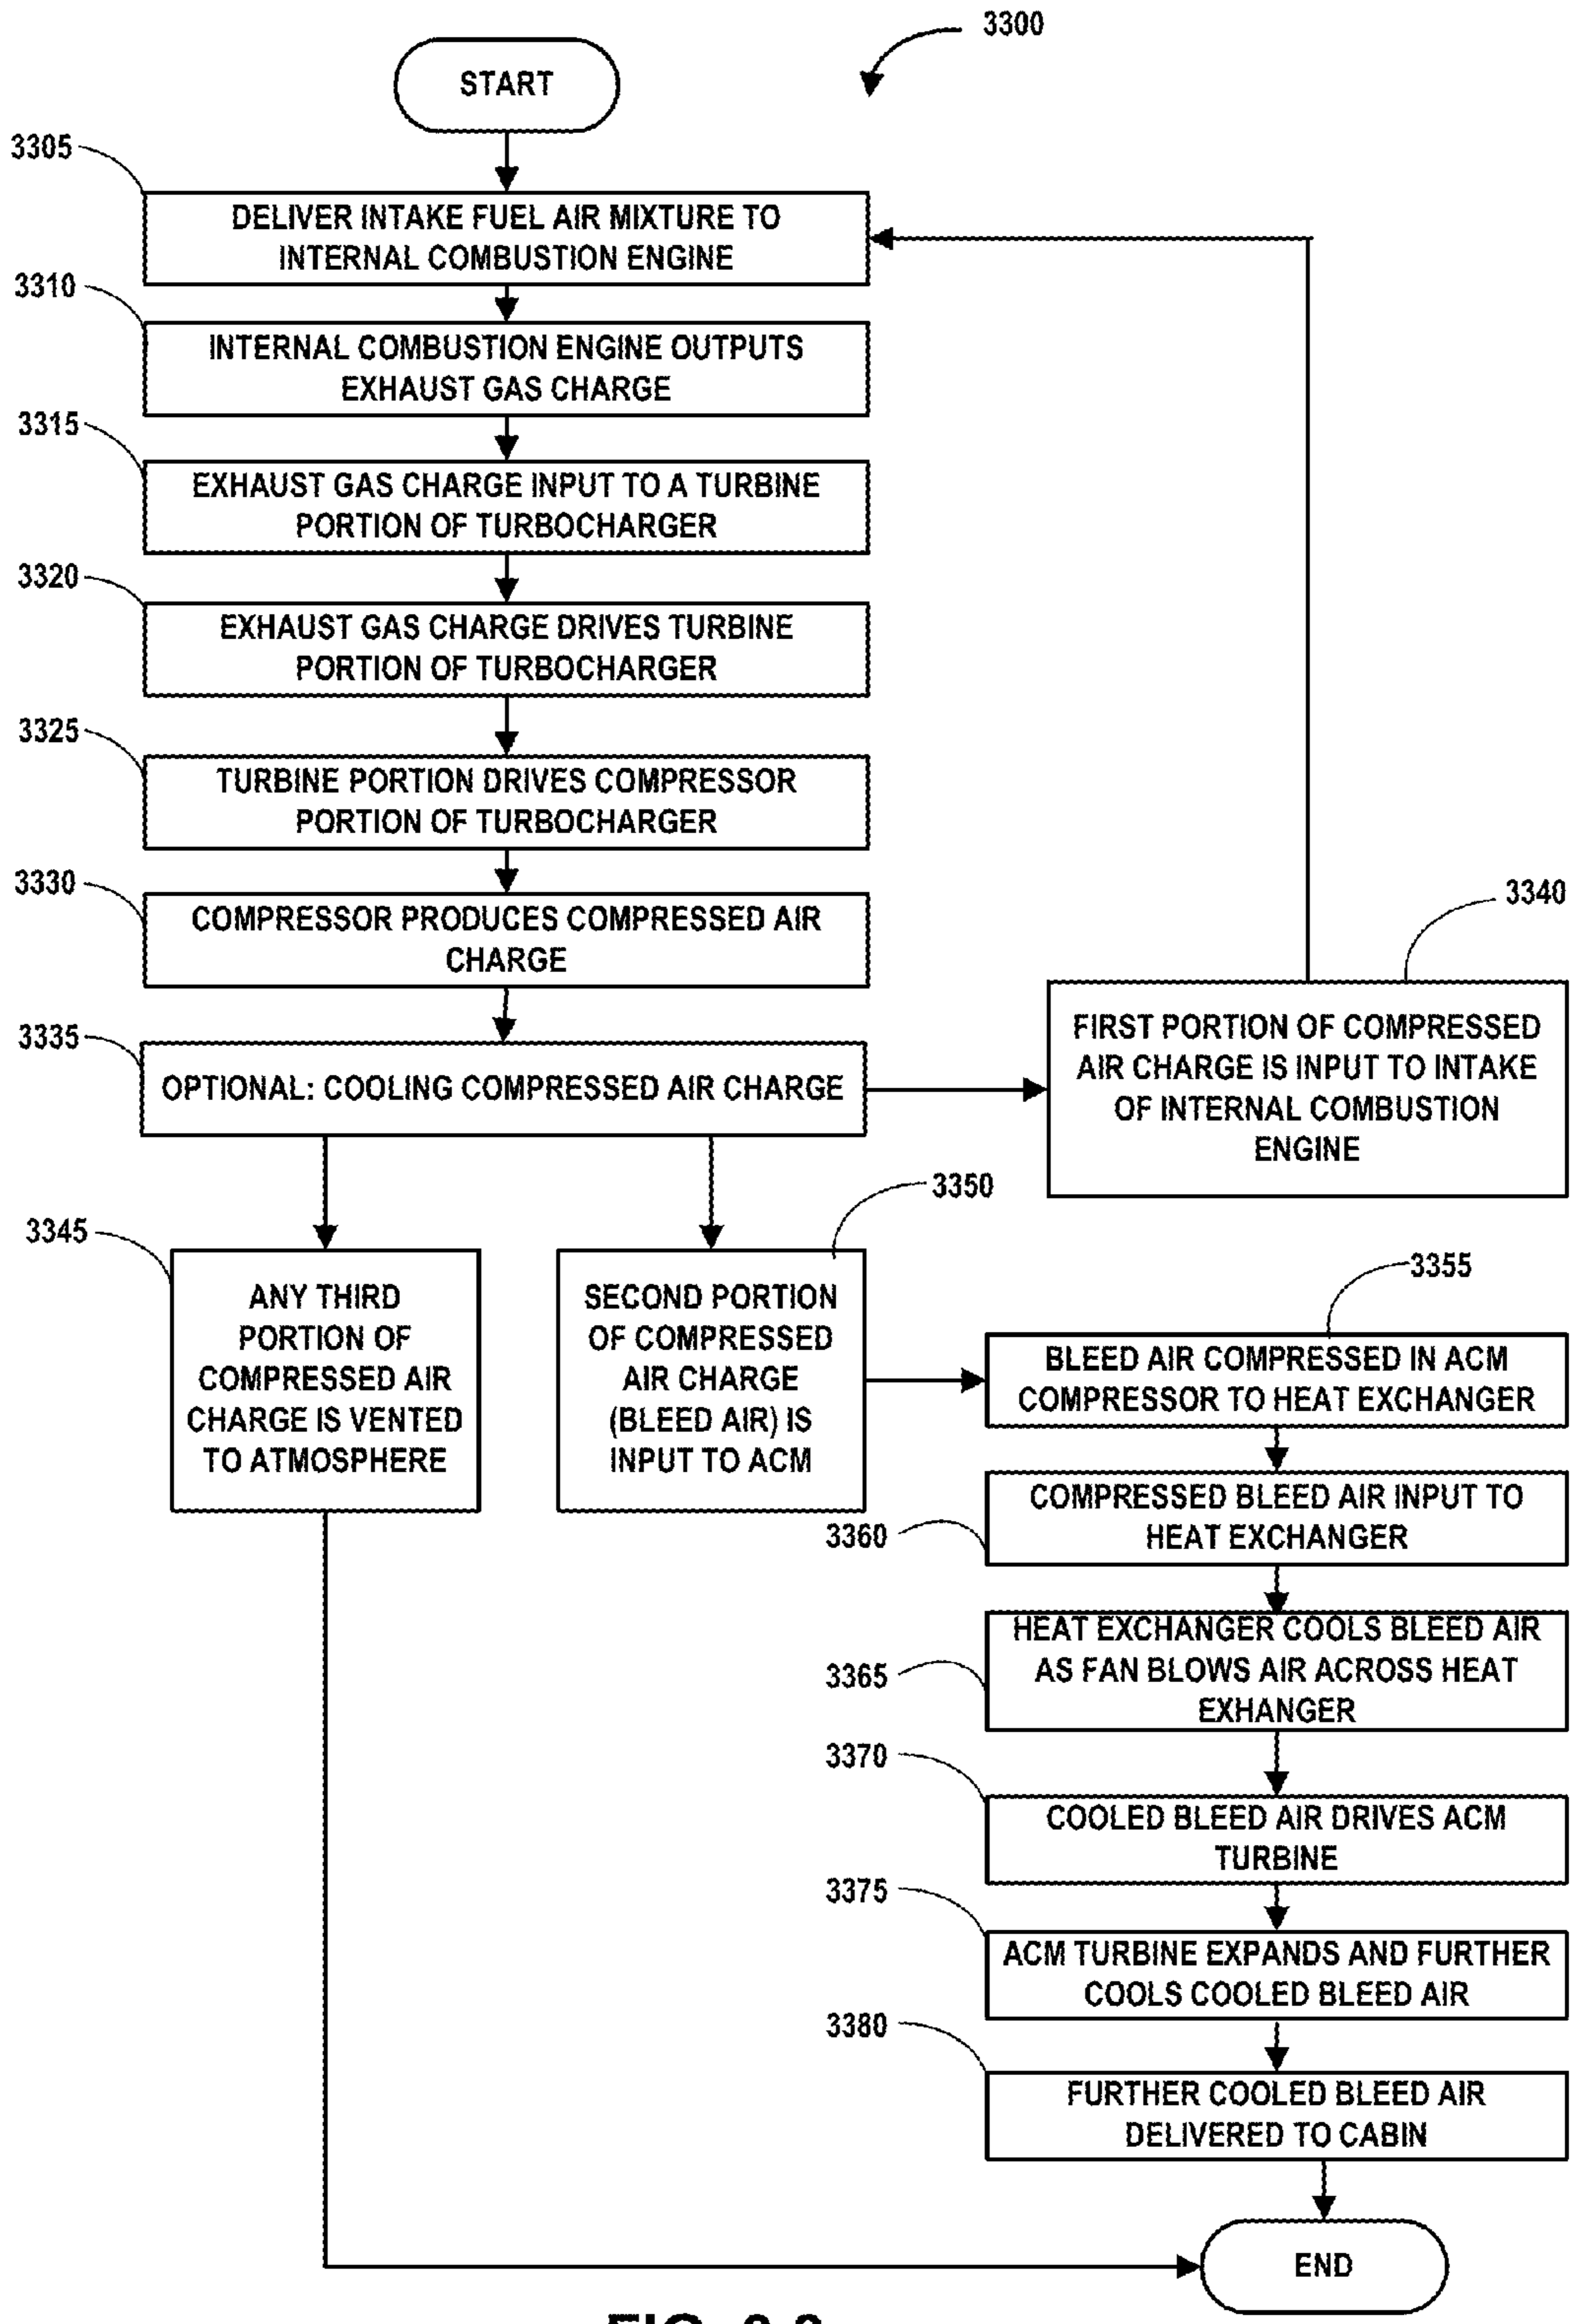 3300
START
3305
DELIVER INTAKE FUEL AIR MIXTURE TO
INTERNAL COMBUSTION ENGINE
3310
INTERNAL COMBUSTION ENGINE OUTPUTS
EXHAUST GAS CHARGE
3315
EXHAUST GAS CHARGE INPUT TO A TURBINE
PORTION OF TURBOCHARGER
3320
EXHAUST GAS CHARGE DRIVES TURBINE
PORTION OF TURBOCHARGER
3325
TURBINE PORTION DRIVES COMPRESSOR
PORTION OF TURBOCHARGER
3330
COMPRESSOR PRODUCES COMPRESSED AIR
CHARGE
3335
OPTIONAL: COOLING COMPRESSED AIR CHARGE
3340
FIRST PORTION OF COMPRESSED
AIR CHARGE IS INPUT TO INTAKE
OF INTERNAL COMBUSTION
ENGINE
3345
ANY THIRD
PORTION OF
COMPRESSED AIR
CHARGE IS VENTED
TO ATMOSPHERE
3350
SECOND PORTION
OF COMPRESSED
AIR CHARGE
(BLEED AIR) IS
INPUT TO ACM
3355
BLEED AIR COMPRESSED IN ACM
COMPRESSOR TO HEAT EXCHANGER
3360
COMPRESSED BLEED AIR INPUT TO
HEAT EXCHANGER
3365
HEAT EXCHANGER COOLS BLEED AIR
AS FAN BLOWS AIR ACROSS HEAT
EXHANGER
3370
COOLED BLEED AIR DRIVES ACM
TURBINE
3375
ACM TURBINE EXPANDS AND FURTHER
COOLS COOLED BLEED AIR
3380
FURTHER COOLED BLEED AIR
DELIVERED TO CABIN
END
FIG.